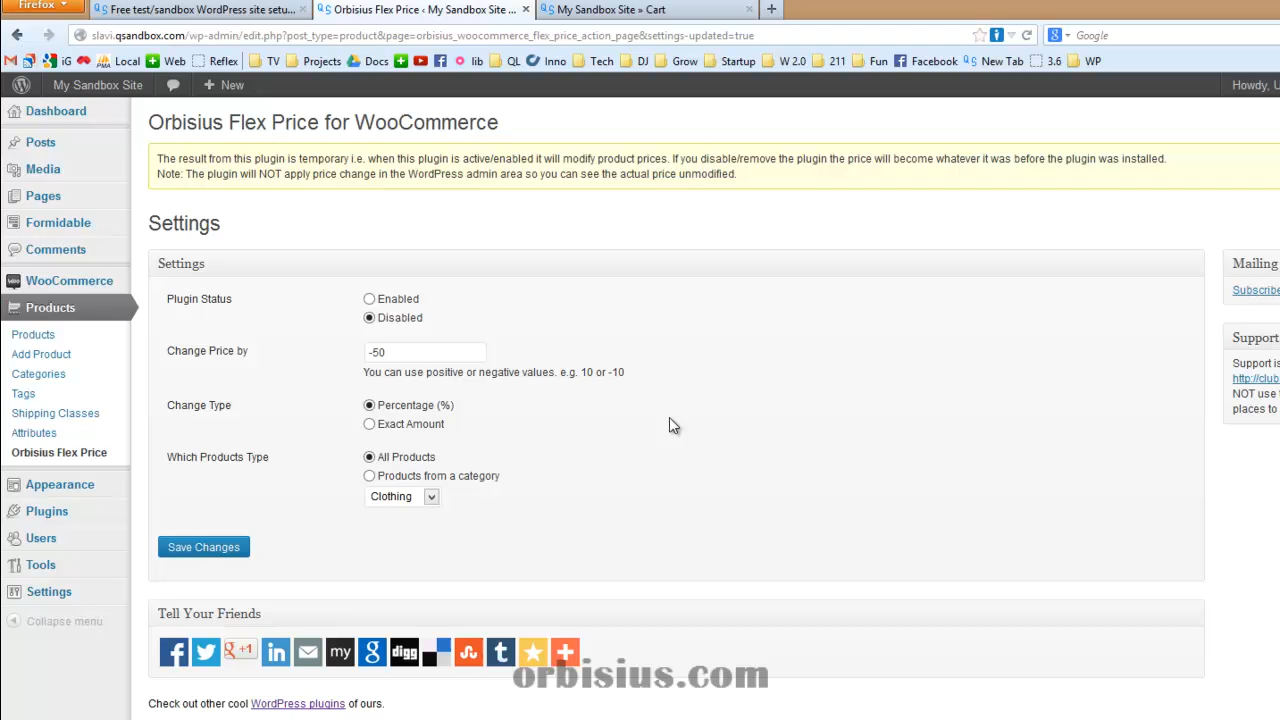 Firefox
Free test/sandbox WordPress site setu...
Orbisius Flex Price ‹ My Sandbox Site ...
My Sandbox Site » Cart
slavi.qsandbox.com/wp-admin/edit.php?post_type=product&page=orbisius_woocommerce_flex_price_action_page&settings-updated=true
Google
iG
Local
Web
Reflex
TV
Projects
Docs
lib
QL
Inno
Tech
DJ
Grow
Startup
W 2.0
211
Fun
Facebook
New Tab
3.6
WP
My Sandbox Site
New
Howdy, U
Dashboard
Posts
Media
Pages
Formidable
Comments
WooCommerce
Products
Products
Add Product
Categories
Tags
Shipping Classes
Attributes
Orbisius Flex Price
Appearance
Plugins
Users
Tools
Settings
Collapse menu
Orbisius Flex Price for WooCommerce
The result from this plugin is temporary i.e. when this plugin is active/enabled it will modify product prices. If you disable/remove the plugin the price will become whatever it was before the plugin was installed.
Note: The plugin will NOT apply price change in the WordPress admin area so you can see the actual price unmodified.
Settings
Settings
Plugin Status
Enabled
Disabled
Change Price by
-50
You can use positive or negative values. e.g. 10 or -10
Change Type
Percentage (%)
Exact Amount
Which Products Type
All Products
Products from a category
Clothing
Save Changes
Mailing
Subscribe
Support
Support is
http://club.
NOT use t
places to
Tell Your Friends
+1
in
my
digg
orbisius.com
Check out other cool WordPress plugins of ours.